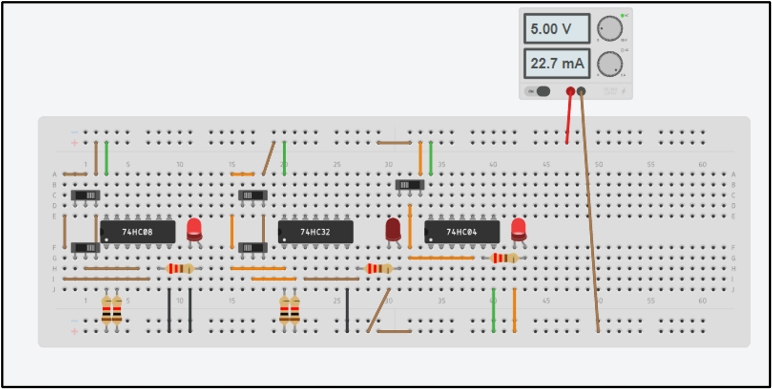 5.00 V
22.7 mA
1 5 10 15 20 25 30 35 40 45 50 55 60
A A
B B
C C
D D
E E
74HC08 74HC32 74HC04
F F
G G
H H
I I
J J
1 5 10 15 20 25 30 35 40 45 50 55 60